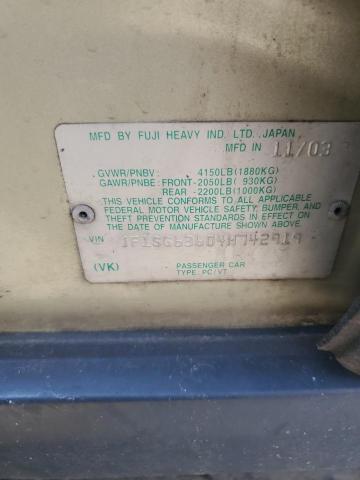 MFD BY FUJI HEAVY IND. LTD. JAPAN
MFD IN 11/03
GVWR/PNBV : 4150LB(1880KG)
GAWR/PNBE: FRONT-2050LB( 930KG)
REAR -2200LB(1000KG)
THIS VEHICLE CONFORMS TO ALL APPLICABLE
FEDERAL MOTOR VEHICLE SAFETY, BUMPER, AND
THEFT PREVENTION STANDARDS IN EFFECT ON
THE DATE OF MANUFACTURE SHOWN ABOVE.
VIN JF1SG63604H742919
(VK) PASSENGER CAR
TYPE: PC/VT